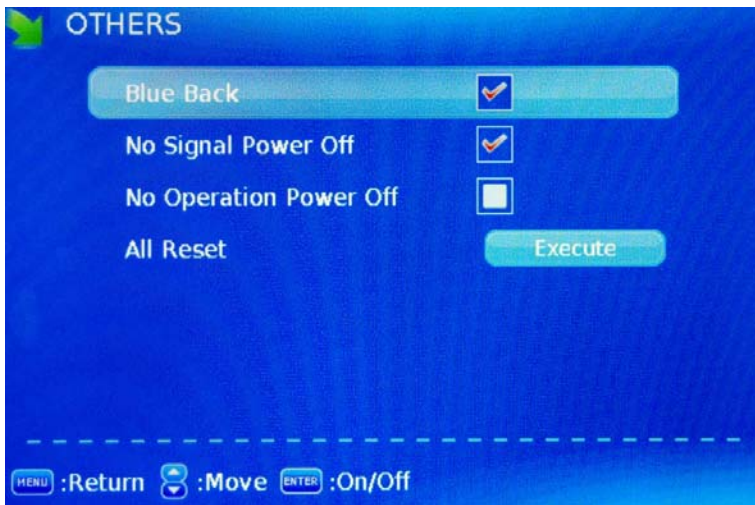 OTHERS
Blue Back
No Signal Power Off
No Operation Power Off
All Reset Execute
MENU :Return :Move ENTER :On/Off